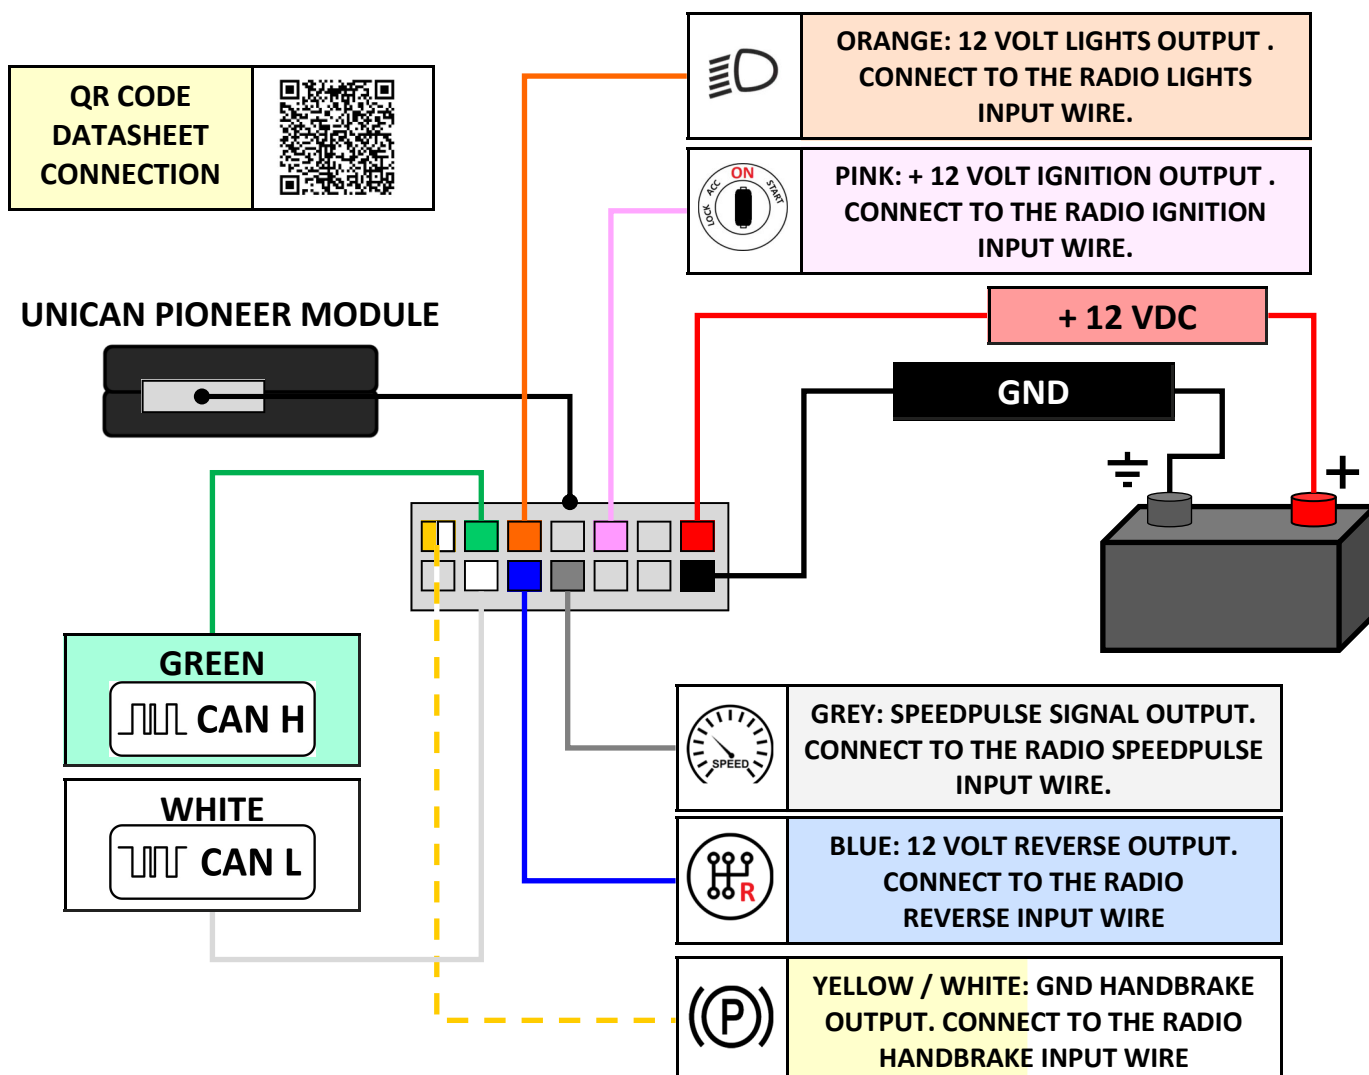 QR CODE
DATASHEET
CONNECTION
ORANGE: 12 VOLT LIGHTS OUTPUT .
CONNECT TO THE RADIO LIGHTS
INPUT WIRE.
LOCK ACC ON START
PINK: + 12 VOLT IGNITION OUTPUT .
CONNECT TO THE RADIO IGNITION
INPUT WIRE.
UNICAN PIONEER MODULE
+ 12 VDC
GND
+
GREEN
CAN H
WHITE
CAN L
SPEED
GREY: SPEEDPULSE SIGNAL OUTPUT.
CONNECT TO THE RADIO SPEEDPULSE
INPUT WIRE.
R
BLUE: 12 VOLT REVERSE OUTPUT.
CONNECT TO THE RADIO
REVERSE INPUT WIRE
(P)
YELLOW / WHITE: GND HANDBRAKE
OUTPUT. CONNECT TO THE RADIO
HANDBRAKE INPUT WIRE